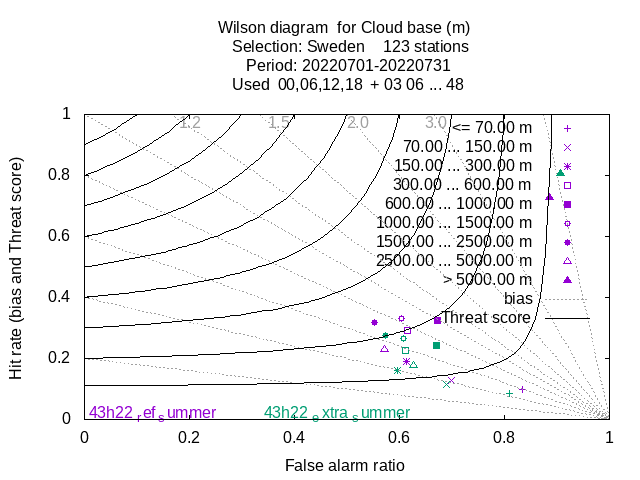 Wilson diagram  for Cloud base (m)
Selection: Sweden    123 stations
Period: 20220701-20220731
Used  00,06,12,18  + 03 06 ... 48
1.2 1.5 2.0 3.0
<= 70.00 m
70.00 ... 150.00 m
150.00 ... 300.00 m
300.00 ... 600.00 m
600.00 ... 1000.00 m
1000.00 ... 1500.00 m
1500.00 ... 2500.00 m
2500.00 ... 5000.00 m
> 5000.00 m
bias
Threat score
Hit rate (bias and Threat score)
1
0.8
0.6
0.4
0.2
0
43h22_ref_summer 43h22_extra_summer
0 0.2 0.4 0.6 0.8 1
False alarm ratio